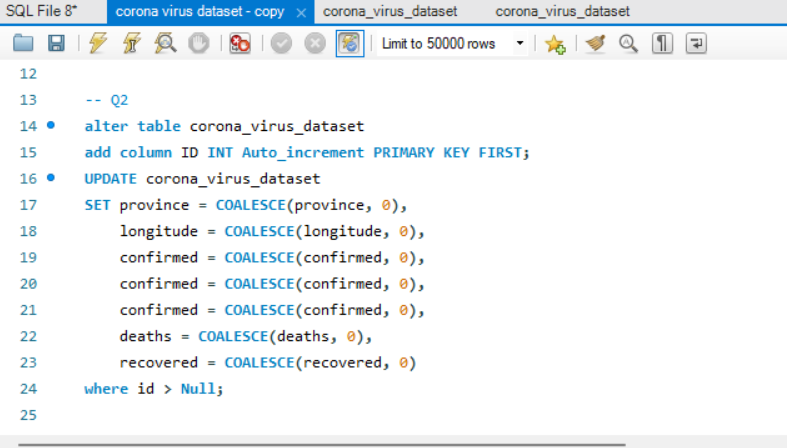 SQL File 8* corona virus dataset - copy × corona_virus_dataset corona_virus_dataset
Limit to 50000 rows
12
13 -- Q2
14 alter table corona_virus_dataset
15 add column ID INT Auto_increment PRIMARY KEY FIRST;
16 UPDATE corona_virus_dataset
17 SET province = COALESCE(province, 0),
18 longitude = COALESCE(longitude, 0),
19 confirmed = COALESCE(confirmed, 0),
20 confirmed = COALESCE(confirmed, 0),
21 confirmed = COALESCE(confirmed, 0),
22 deaths = COALESCE(deaths, 0),
23 recovered = COALESCE(recovered, 0)
24 where id > Null;
25